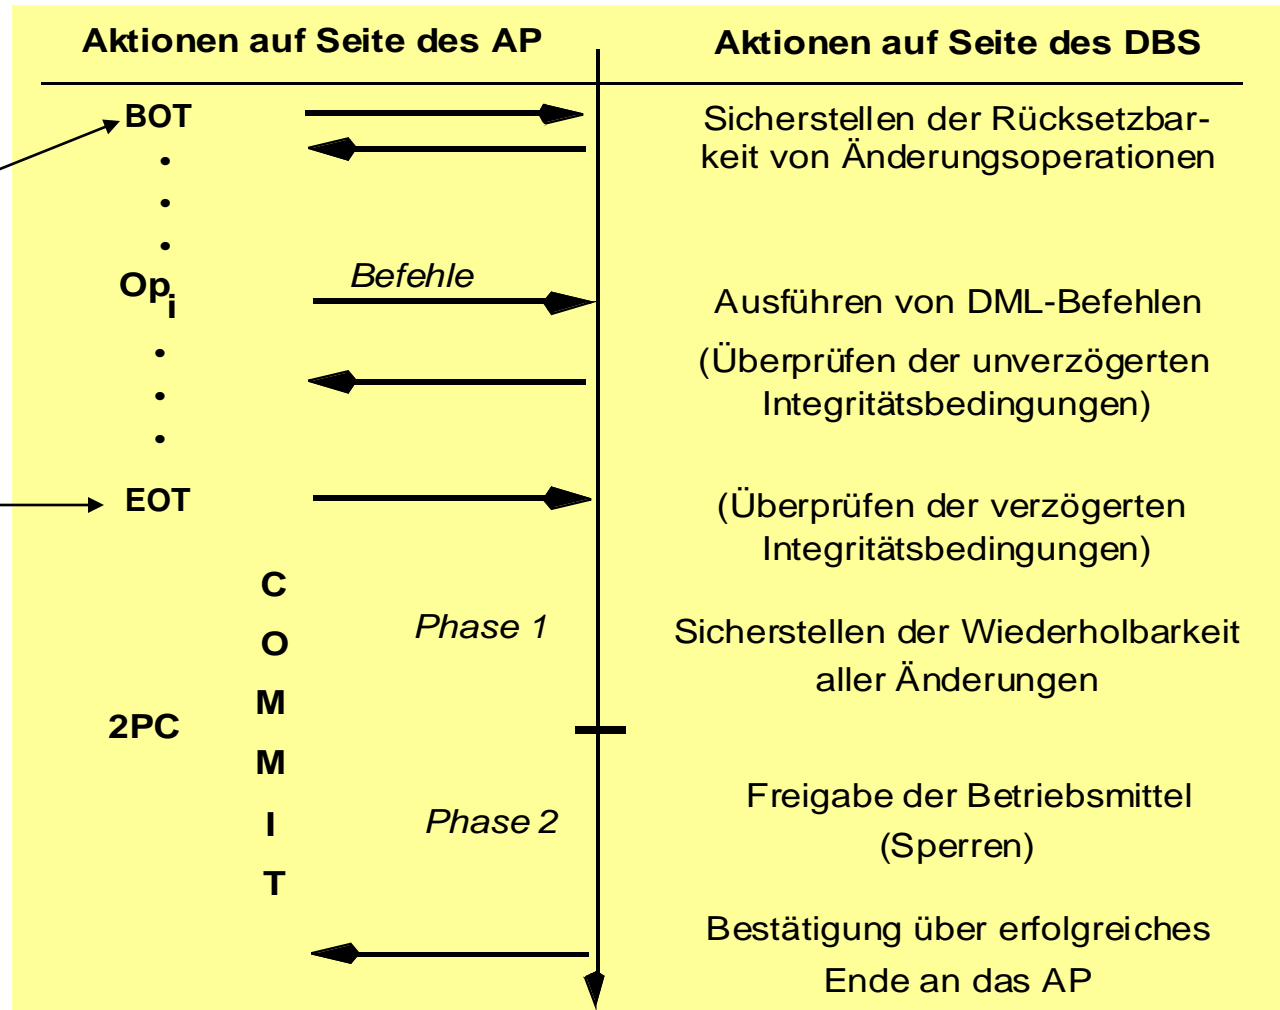 Aktionen auf Seite des AP
Aktionen auf Seite des DBS
BOT
Sicherstellen der Rücksetzbar-
keit von Änderungsoperationen
Op i
Befehle
Ausführen von DML-Befehlen
(Überprüfen der unverzögerten
Integritätsbedingungen)
EOT
(Überprüfen der verzögerten
Integritätsbedingungen)
2PC
C
O
M
M
I
T
Phase 1
Sicherstellen der Wiederholbarkeit
aller Änderungen
Phase 2
Freigabe der Betriebsmittel
(Sperren)
Bestätigung über erfolgreiches
Ende an das AP